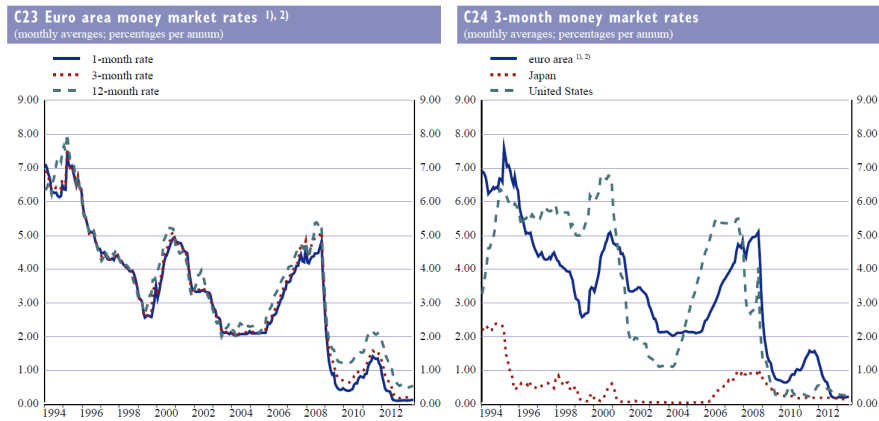 C23 Euro area money market rates 1), 2)
(monthly averages; percentages per annum)
1-month rate
3-month rate
12-month rate
9.00 9.00
8.00 8.00
7.00 7.00
6.00 6.00
5.00 5.00
4.00 4.00
3.00 3.00
2.00 2.00
1.00 1.00
0.00 0.00
1994 1996 1998 2000 2002 2004 2006 2008 2010 2012
C24 3-month money market rates
(monthly averages; percentages per annum)
euro area 1), 2)
Japan
United States
9.00 9.00
8.00 8.00
7.00 7.00
6.00 6.00
5.00 5.00
4.00 4.00
3.00 3.00
2.00 2.00
1.00 1.00
0.00 0.00
1994 1996 1998 2000 2002 2004 2006 2008 2010 2012